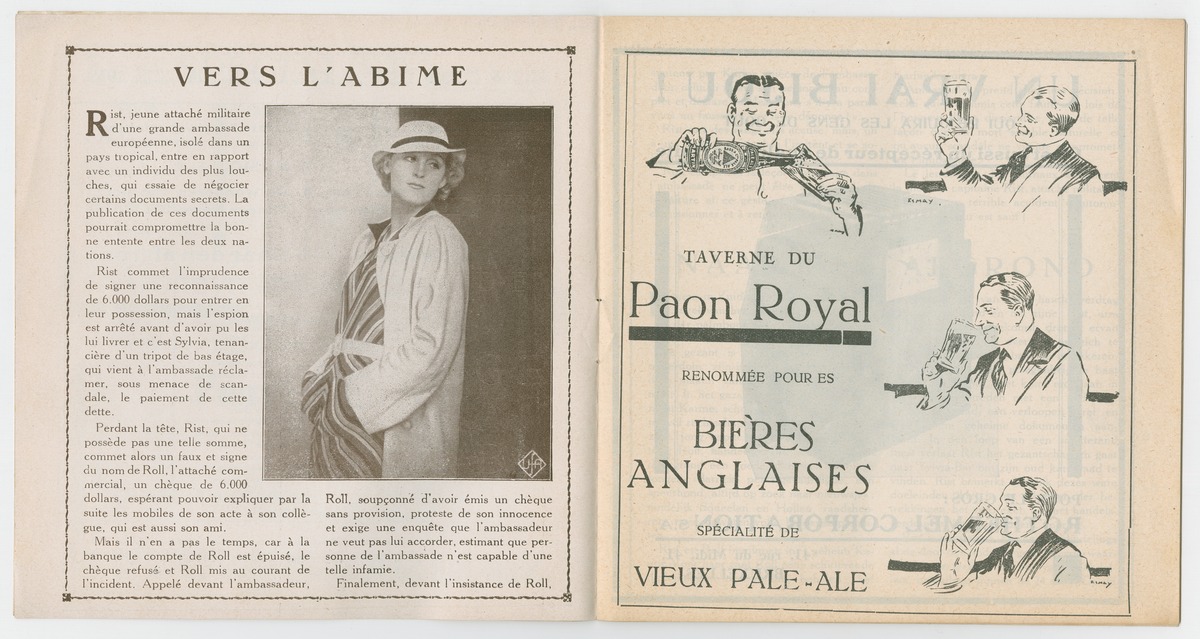 VERS L'ABIME
Rist, jeune attaché militaire
d'une grande ambassade
européenne, isolé dans un
pays tropical, entre en rapport
avec un individu des plus lou-
ches, qui essaie de négocier
certains documents secrets. La
publication de ces documents
pourrait compromettre la bon-
ne entente entre les deux na-
tions.
Rist commet l'imprudence
de signer une reconnaissance
de 6.000 dollars pour entrer en
leur possession, mais l'espion
est arrêté avant d'avoir pu les
lui livrer et c'est Sylvia, tenan-
cière d'un tripot de bas étage,
qui vient à l'ambassade récla-
mer, sous menace de scan-
dale, le paiement de cette
dette.
Perdant la tête, Rist, qui ne
possède pas une telle somme,
commet alors un faux et signe
du nom de Roll, l'attaché com-
mercial, un chèque de 6.000
dollars, espérant pouvoir expliquer par la
suite les mobiles de son acte à son collè-
gue, qui est aussi son ami.
Mais il n'en a pas le temps, car à la
banque le compte de Roll est épuisé, le
chèque refusé et Roll mis au courant de
l'incident. Appelé devant l'ambassadeur,
Roll, soupçonné d'avoir émis un chèque
sans provision, proteste de son innocence
et exige une enquête que l'ambassadeur
ne veut pas lui accorder, estimant que per-
sonne de l'ambassade n'est capable d'une
telle infamie.
Finalement, devant l'insistance de Roll,
UFA
TAVERNE DU
Paon Royal
RENOMMÉE POUR ES
BIÈRES
ANGLAISES
SPÉCIALITÉ DE
VIEUX PALE-ALE